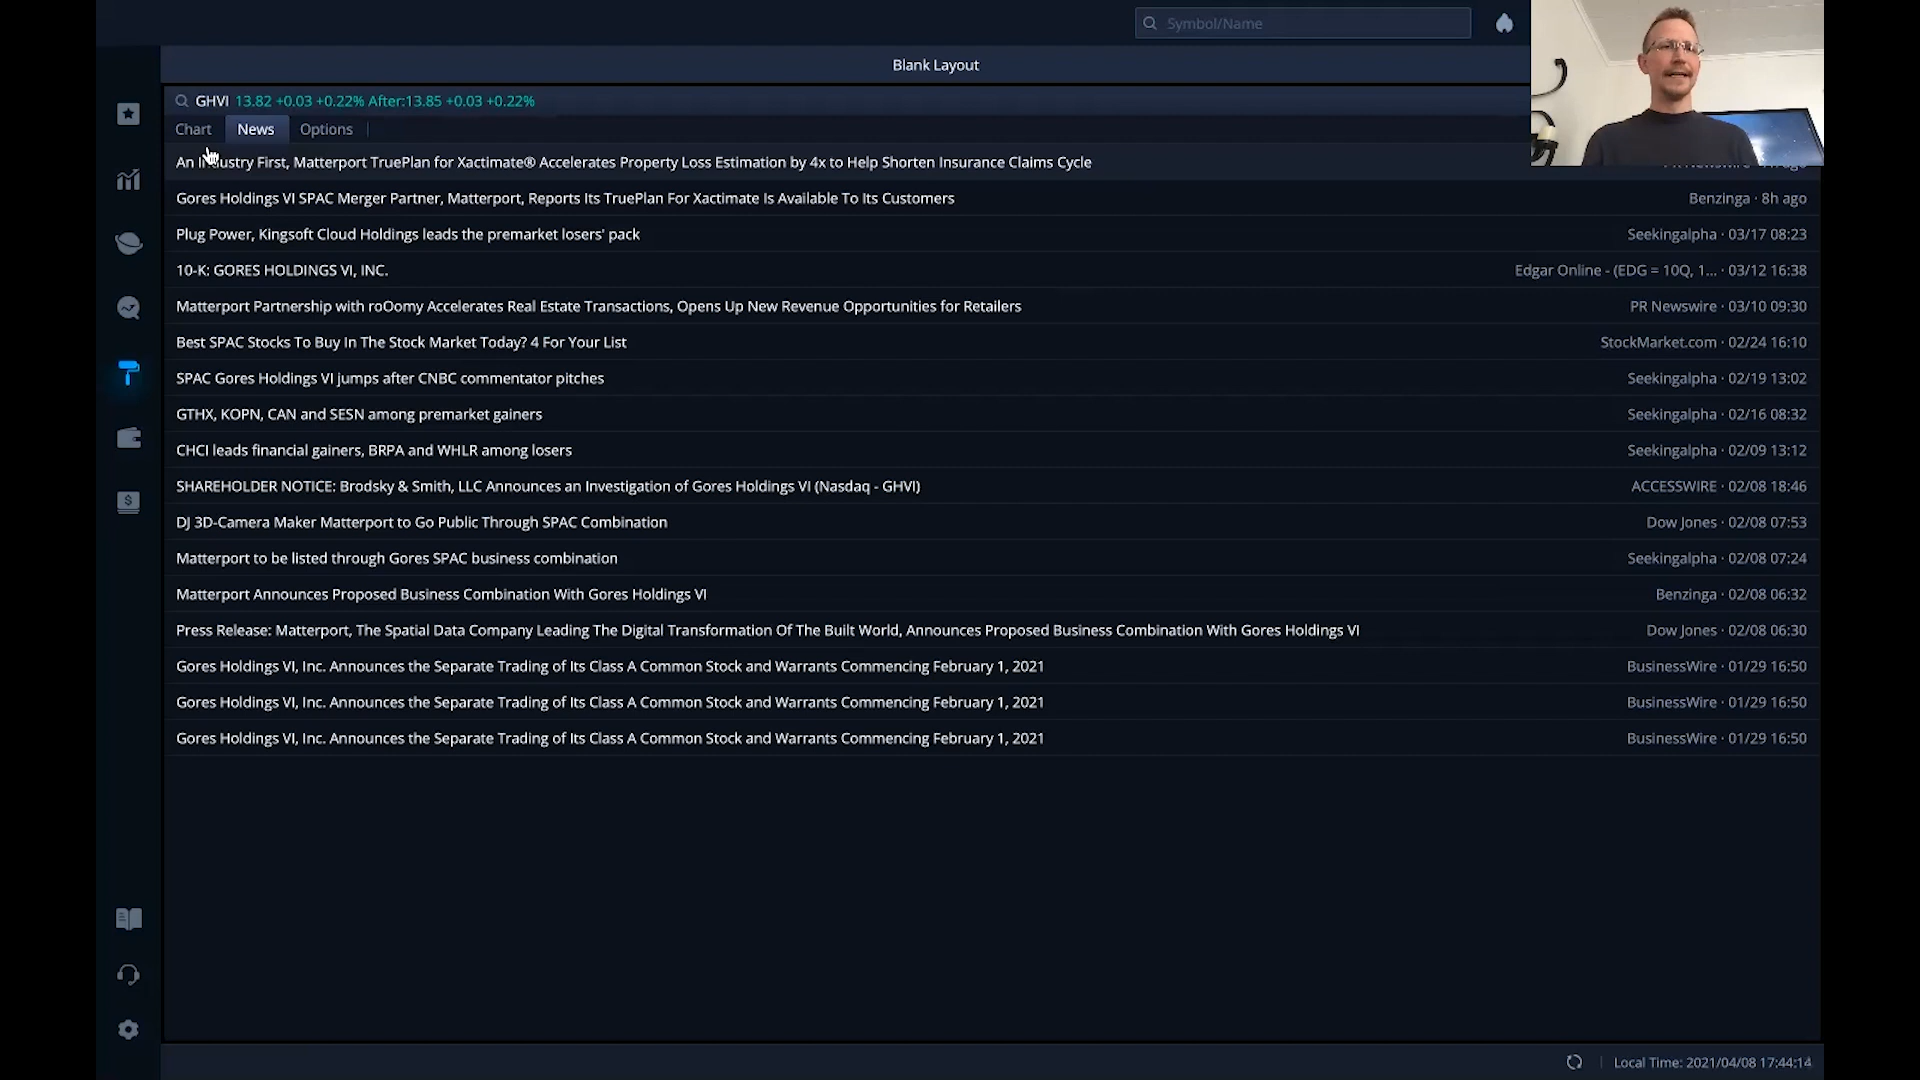 Symbol/Name
Blank Layout
GHVI 13.82 +0.03 +0.22% After:13.85 +0.03 +0.22%
Chart News Options
An Industry First, Matterport TruePlan for Xactimate® Accelerates Property Loss Estimation by 4x to Help Shorten Insurance Claims Cycle
Gores Holdings VI SPAC Merger Partner, Matterport, Reports Its TruePlan For Xactimate Is Available To Its Customers Benzinga · 8h ago
Plug Power, Kingsoft Cloud Holdings leads the premarket losers' pack Seekingalpha · 03/17 08:23
10-K: GORES HOLDINGS VI, INC. Edgar Online - (EDG = 10Q, 1... · 03/12 16:38
Matterport Partnership with roOomy Accelerates Real Estate Transactions, Opens Up New Revenue Opportunities for Retailers PR Newswire · 03/10 09:30
Best SPAC Stocks To Buy In The Stock Market Today? 4 For Your List StockMarket.com · 02/24 16:10
SPAC Gores Holdings VI jumps after CNBC commentator pitches Seekingalpha · 02/19 13:02
GTHX, KOPN, CAN and SESN among premarket gainers Seekingalpha · 02/16 08:32
CHCI leads financial gainers, BRPA and WHLR among losers Seekingalpha · 02/09 13:12
SHAREHOLDER NOTICE: Brodsky & Smith, LLC Announces an Investigation of Gores Holdings VI (Nasdaq - GHVI) ACCESSWIRE · 02/08 18:46
DJ 3D-Camera Maker Matterport to Go Public Through SPAC Combination Dow Jones · 02/08 07:53
Matterport to be listed through Gores SPAC business combination Seekingalpha · 02/08 07:24
Matterport Announces Proposed Business Combination With Gores Holdings VI Benzinga · 02/08 06:32
Press Release: Matterport, The Spatial Data Company Leading The Digital Transformation Of The Built World, Announces Proposed Business Combination With Gores Holdings VI Dow Jones · 02/08 06:30
Gores Holdings VI, Inc. Announces the Separate Trading of Its Class A Common Stock and Warrants Commencing February 1, 2021 BusinessWire · 01/29 16:50
Gores Holdings VI, Inc. Announces the Separate Trading of Its Class A Common Stock and Warrants Commencing February 1, 2021 BusinessWire · 01/29 16:50
Gores Holdings VI, Inc. Announces the Separate Trading of Its Class A Common Stock and Warrants Commencing February 1, 2021 BusinessWire · 01/29 16:50
Local Time: 2021/04/08 17:44:14